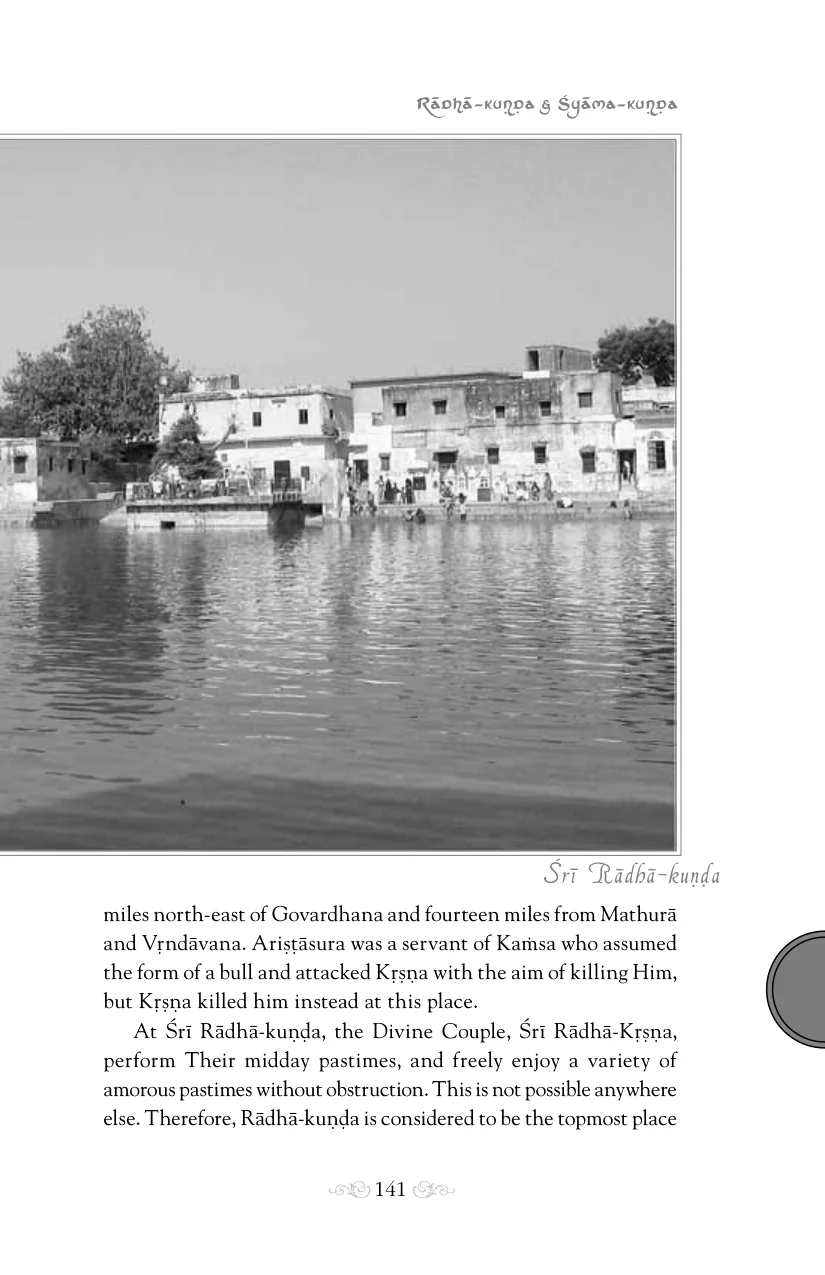 Rādhā-kuṇḍa & Śyāma-kuṇḍa
Śrī Rādhā-kuṇḍa
miles north-east of Govardhana and fourteen miles from Mathurā
and Vṛndāvana. Ariṣṭāsura was a servant of Kaṁsa who assumed
the form of a bull and attacked Kṛṣṇa with the aim of killing Him,
but Kṛṣṇa killed him instead at this place.
At Śrī Rādhā-kuṇḍa, the Divine Couple, Śrī Rādhā-Kṛṣṇa,
perform Their midday pastimes, and freely enjoy a variety of
amorous pastimes without obstruction. This is not possible anywhere
else. Therefore, Rādhā-kuṇḍa is considered to be the topmost place
141